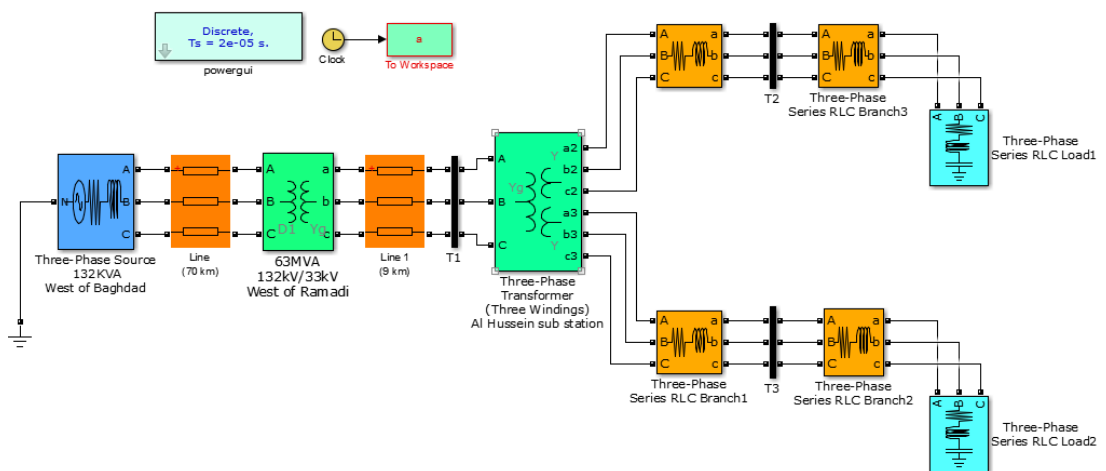 Discrete,
Ts = 2e-05 s.
powergui
Clock
a
To Workspace
N
A
B
C
Three-Phase Source
132KVA
West of Baghdad
Line
(70 km)
A
B
C
a
b
c
D1 Yg
63MVA
132kV/33kV
West of Ramadi
Line 1
(9 km)
T1
A
B
C
Yg
Y
Y
a2
b2
c2
a3
b3
c3
Three-Phase
Transformer
(Three Windings)
Al Hussein sub station
A
B
C
a
b
c
T2
A
B
C
a
b
c
Three-Phase
Series RLC Branch3
A
B
C
Three-Phase
Series RLC Load1
A
B
C
a
b
c
Three-Phase
Series RLC Branch1
T3
A
B
C
a
b
c
Three-Phase
Series RLC Branch2
A
B
C
Three-Phase
Series RLC Load2